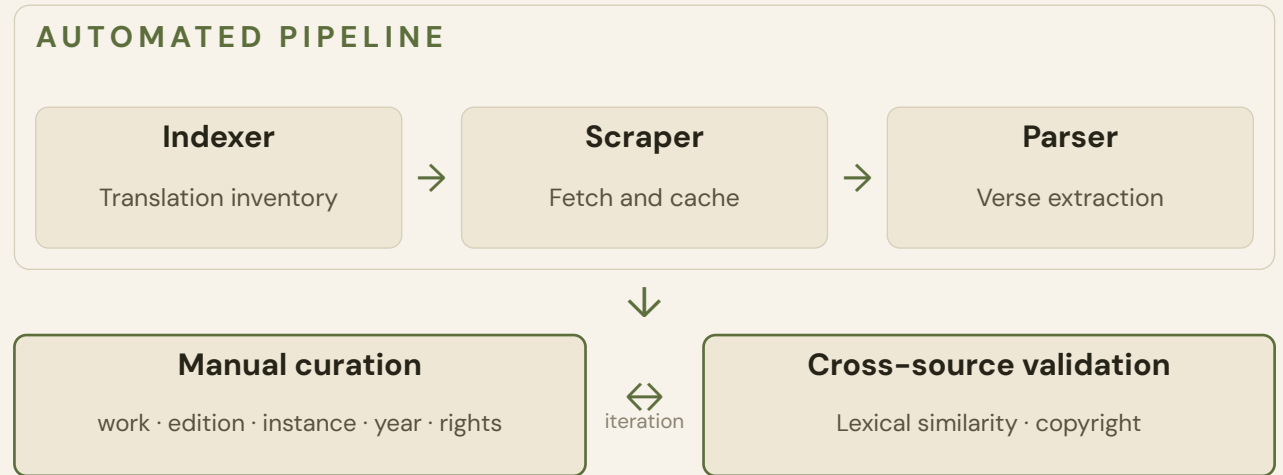 AUTOMATED PIPELINE
Indexer
Translation inventory
→
Scraper
Fetch and cache
→
Parser
Verse extraction
↓
Manual curation
work · edition · instance · year · rights
↔
iteration
Cross-source validation
Lexical similarity · copyright